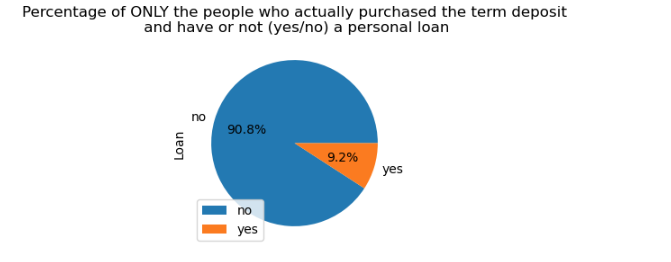 Percentage of ONLY the people who actually purchased the term deposit
and have or not (yes/no) a personal loan
no
90.8%
Loan
9.2%
yes
no
yes